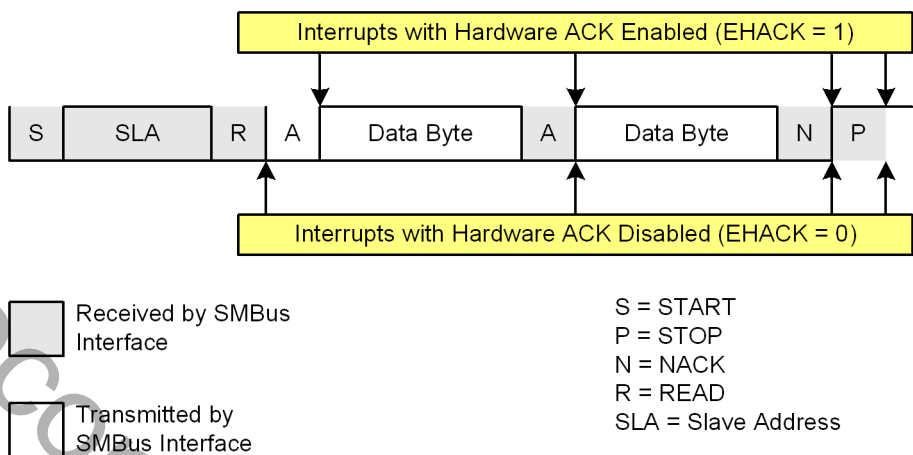 Interrupts with Hardware ACK Enabled (EHACK = 1)
S SLA R A Data Byte A Data Byte N P
Interrupts with Hardware ACK Disabled (EHACK = 0)
Received by SMBus
Interface
Transmitted by
SMBus Interface
S = START
P = STOP
N = NACK
R = READ
SLA = Slave Address